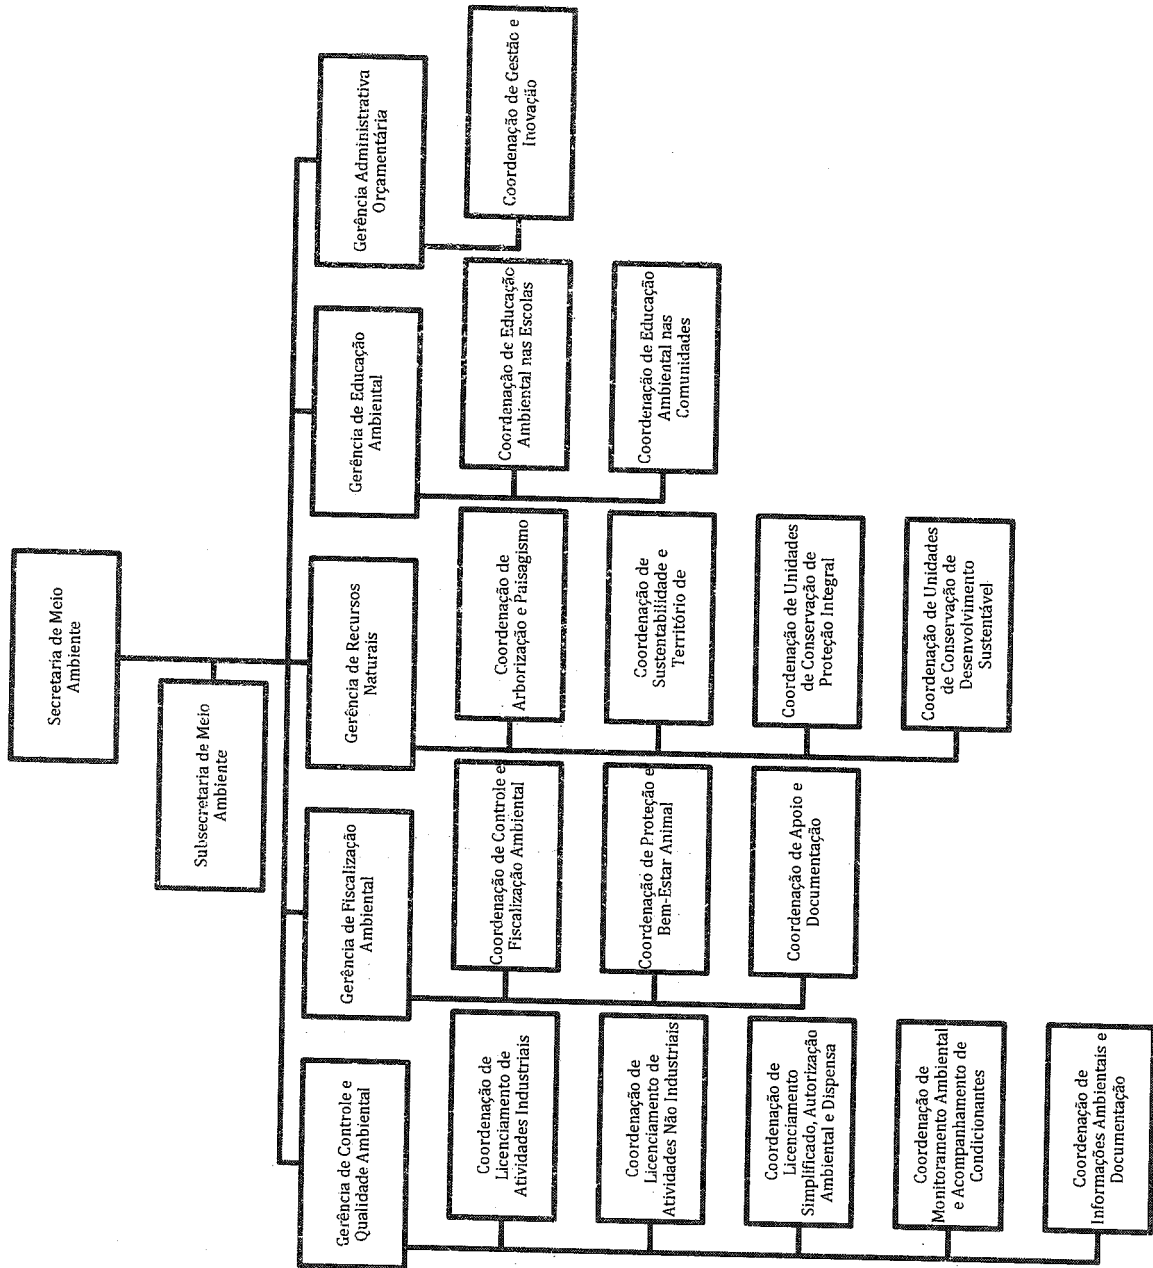 Secretaria de Meio
Ambiente
Subsecretaria de Meio
Ambiente
Gerência de Controle e
Qualidade Ambiental
Coordenação de
Licenciamento de
Atividades Industriais
Coordenação de
Licenciamento de
Atividades Não Industriais
Coordenação de
Licenciamento
Simplificado, Autorização
Ambiental e Dispensa
Coordenação de
Monitoramento Ambiental
e Acompanhamento de
Condicionantes
Coordenação de
Informações Ambientais e
Documentação
Gerência de Fiscalização
Ambiental
Coordenação de Controle e
Fiscalização Ambiental
Coordenação de Proteção e
Bem-Estar Animal
Coordenação de Apoio e
Documentação
Gerência de Recursos
Naturais
Coordenação de
Arborização e Paisagismo
Coordenação de
Sustentabilidade e
Território de
Coordenação de Unidades
de Conservação de
Proteção Integral
Coordenação de Unidades
de Conservação de
Desenvolvimento
Sustentável
Gerência de Educação
Ambiental
Coordenação de Educação
Ambiental nas Escolas
Coordenação de Educação
Ambiental nas
Comunidades
Gerência Administrativa
Orçamentária
Coordenação de Gestão e
Inovação